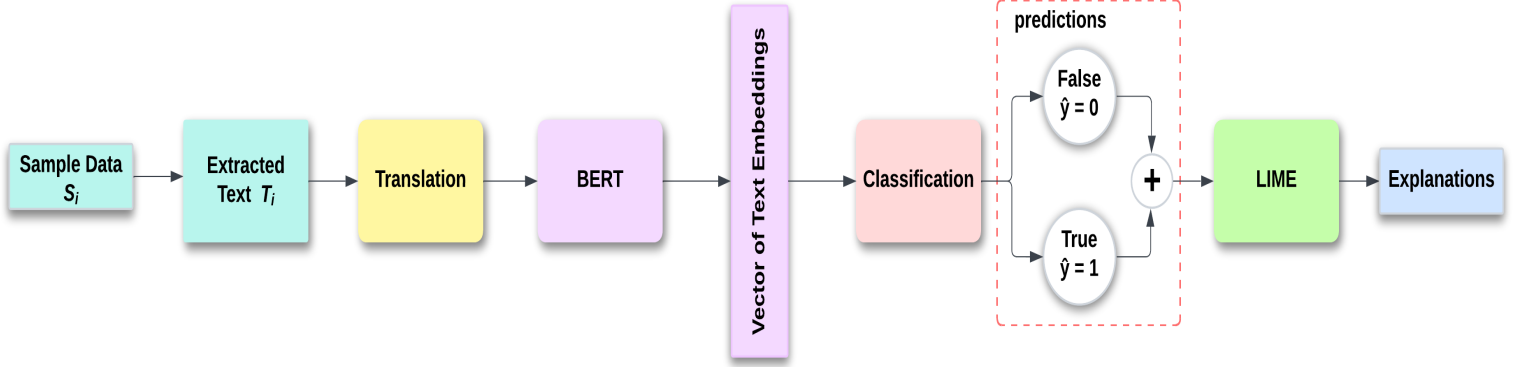 Sample Data
Si
Extracted
Text Ti
Translation
BERT
Vector of Text Embeddings
Classification
predictions
False
ŷ = 0
True
ŷ = 1
+
LIME
Explanations